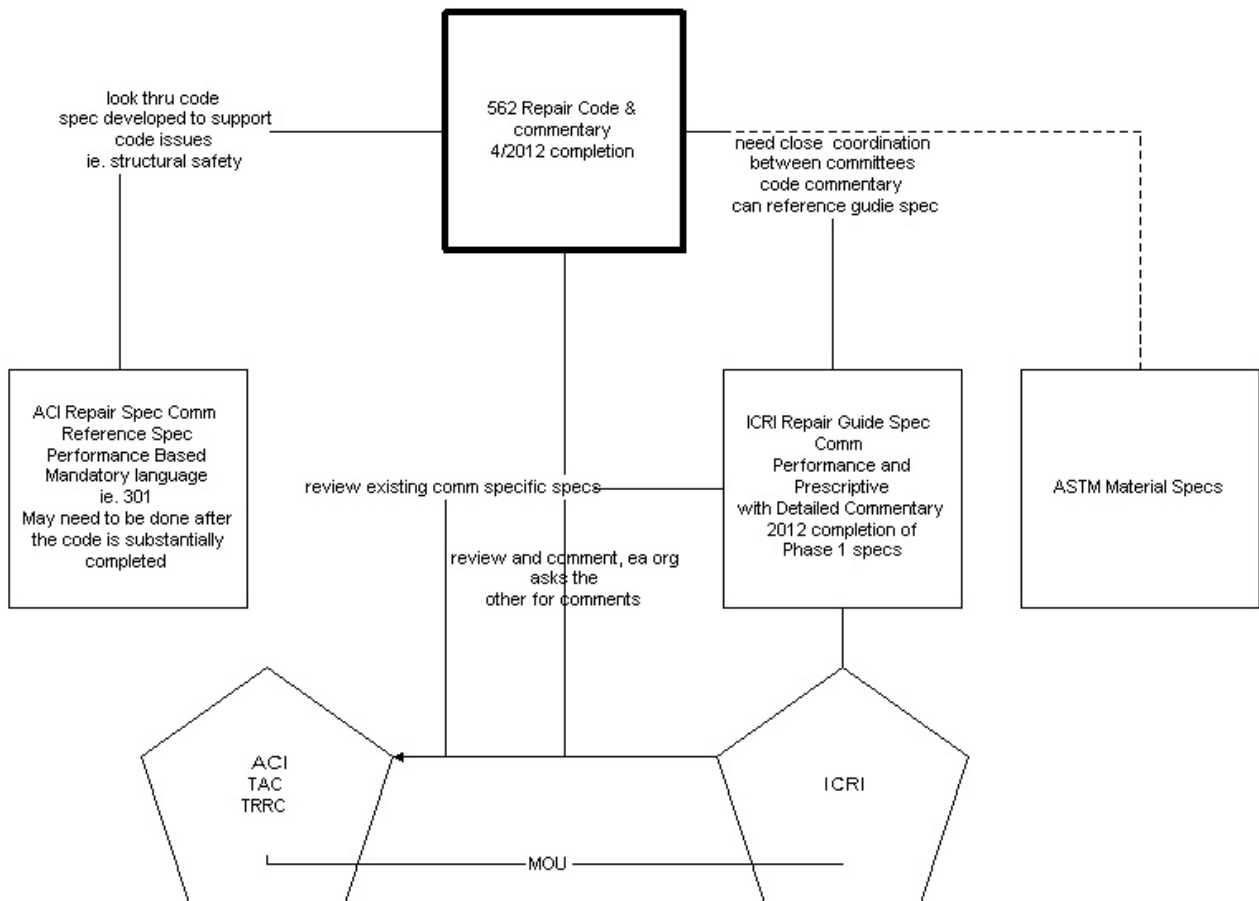 look thru code
spec developed to support
code issues
ie. structural safety
562 Repair Code &
commentary
4/2012 completion
need close coordination
between committees
code commentary
can reference gudie spec
ACI Repair Spec Comm
Reference Spec
Performance Based
Mandatory language
ie. 301
May need to be done after
the code is substantially
completed
review existing comm specific specs
review and comment, ea org
asks the
other for comments
ICRI Repair Guide Spec
Comm
Performance and
Prescriptive
with Detailed Commentary
2012 completion of
Phase 1 specs
ASTM Material Specs
ACI
TAC
TRRC
ICRI
MOU